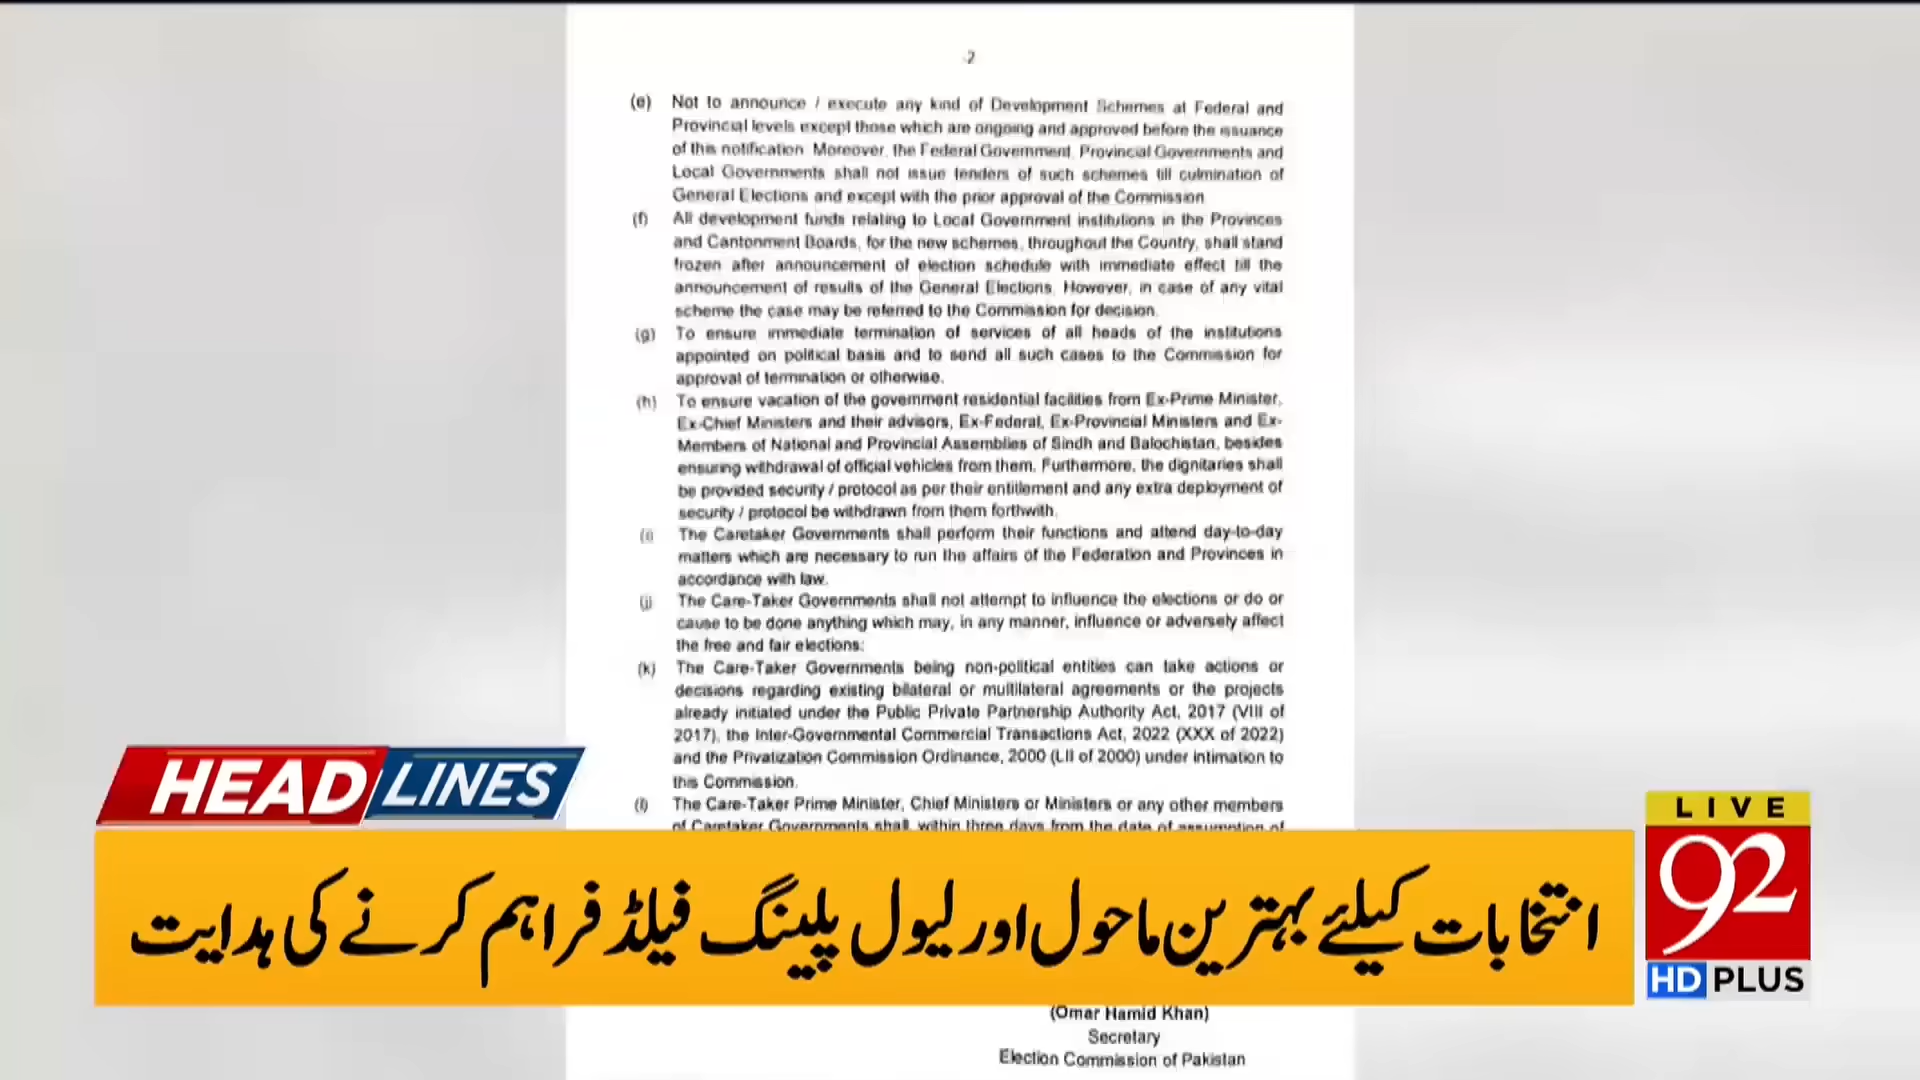 2
(e) Not to announce / execute any kind of Development Schemes at Federal and
Provincial levels except those which are ongoing and approved before the issuance
of this notification. Moreover, the Federal Government, Provincial Governments and
Local Governments shall not issue tenders of such schemes till culmination of
General Elections and except with the prior approval of the Commission.
(f) All development funds relating to Local Government institutions in the Provinces
and Cantonment Boards, for the new schemes, throughout the Country, shall stand
frozen after announcement of election schedule with immediate effect till the
announcement of results of the General Elections. However, in case of any vital
scheme the case may be referred to the Commission for decision.
(g) To ensure immediate termination of services of all heads of the institutions
appointed on political basis and to send all such cases to the Commission for
approval of termination or otherwise.
(h) To ensure vacation of the government residential facilities from Ex-Prime Minister,
Ex-Chief Ministers and their advisors, Ex-Federal, Ex-Provincial Ministers and Ex-
Members of National and Provincial Assemblies of Sindh and Balochistan, besides
ensuring withdrawal of official vehicles from them. Furthermore, the dignitaries shall
be provided security / protocol as per their entitlement and any extra deployment of
security / protocol be withdrawn from them forthwith.
(i) The Caretaker Governments shall perform their functions and attend day-to-day
matters which are necessary to run the affairs of the Federation and Provinces in
accordance with law.
(j) The Care-Taker Governments shall not attempt to influence the elections or do or
cause to be done anything which may, in any manner, influence or adversely affect
the free and fair elections;
(k) The Care-Taker Governments being non-political entities can take actions or
decisions regarding existing bilateral or multilateral agreements or the projects
already initiated under the Public Private Partnership Authority Act, 2017 (VIII of
2017), the Inter-Governmental Commercial Transactions Act, 2022 (XXX of 2022)
and the Privatization Commission Ordinance, 2000 (LII of 2000) under intimation to
this Commission.
(l) The Care-Taker Prime Minister, Chief Ministers or Ministers or any other members
of Caretaker Governments shall, within three days from the date of assumption of
HEADLINES
انتخابات کیلئے بہترین ماحول اور لیول پلیئنگ فیلڈ فراہم کرنے کی ہدایت
LIVE
92
HD PLUS
(Omar Hamid Khan)
Secretary
Election Commission of Pakistan